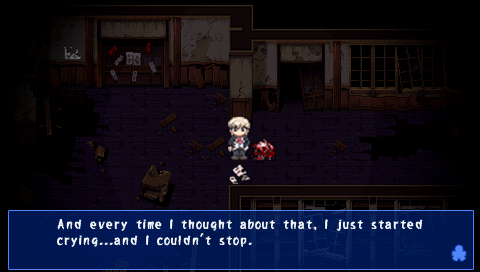 And every time I thought about that, I just started
crying...and I couldn't stop.